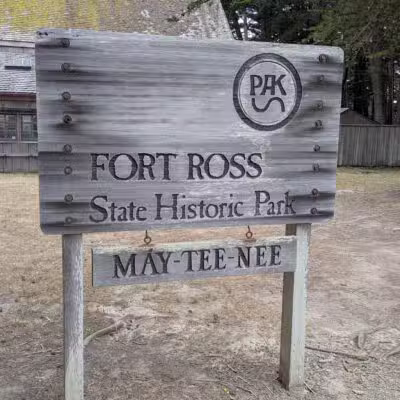 PAK
FORT ROSS
State Historic Park
MAY-TEE-NEE